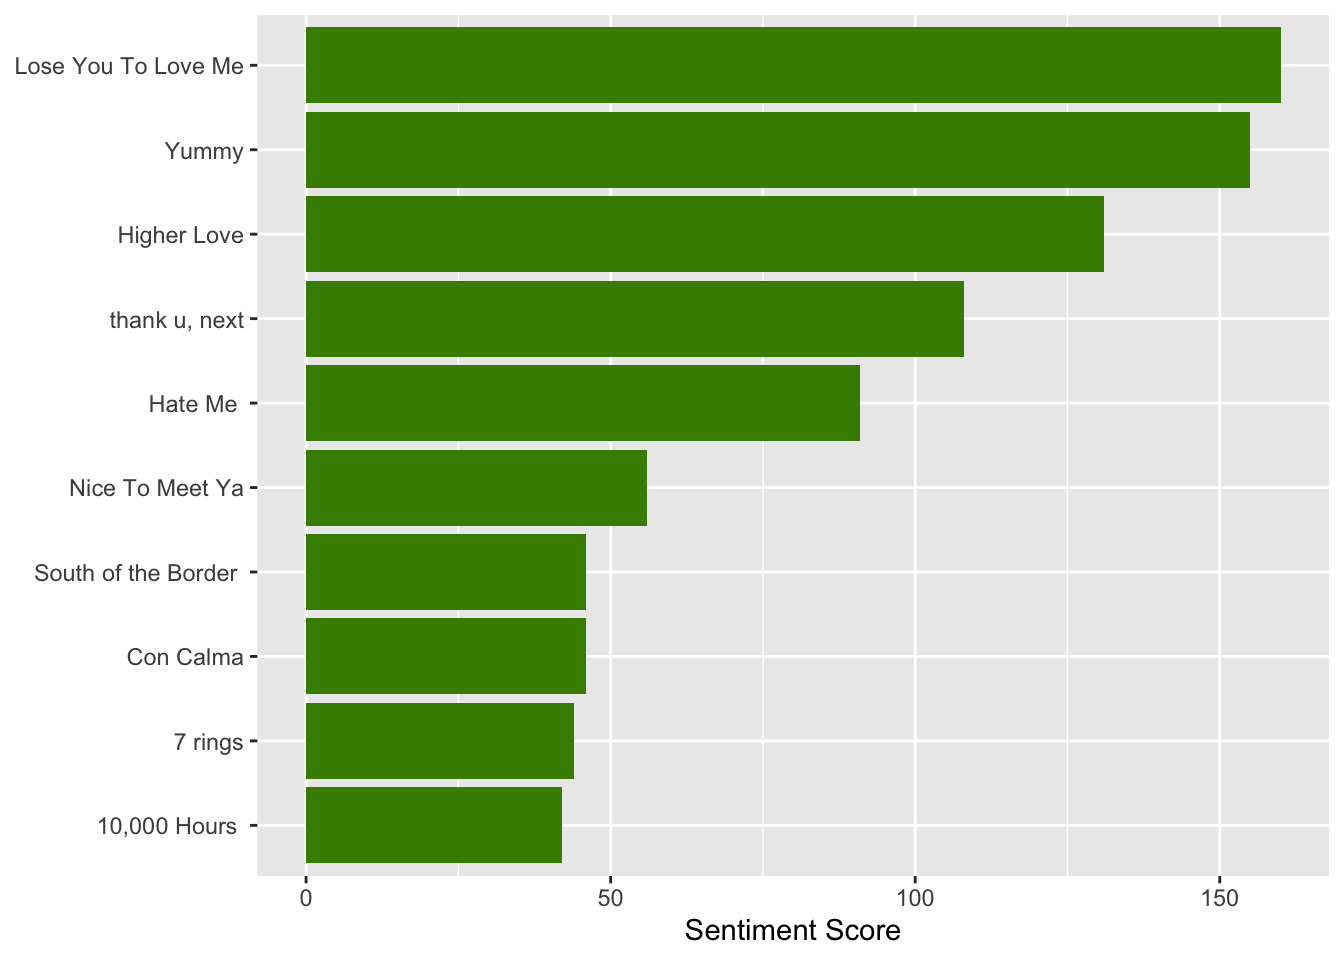 Lose You To Love Me
Yummy
Higher Love
thank u, next
Hate Me
Nice To Meet Ya
South of the Border
Con Calma
7 rings
10,000 Hours
0 50 100 150
Sentiment Score